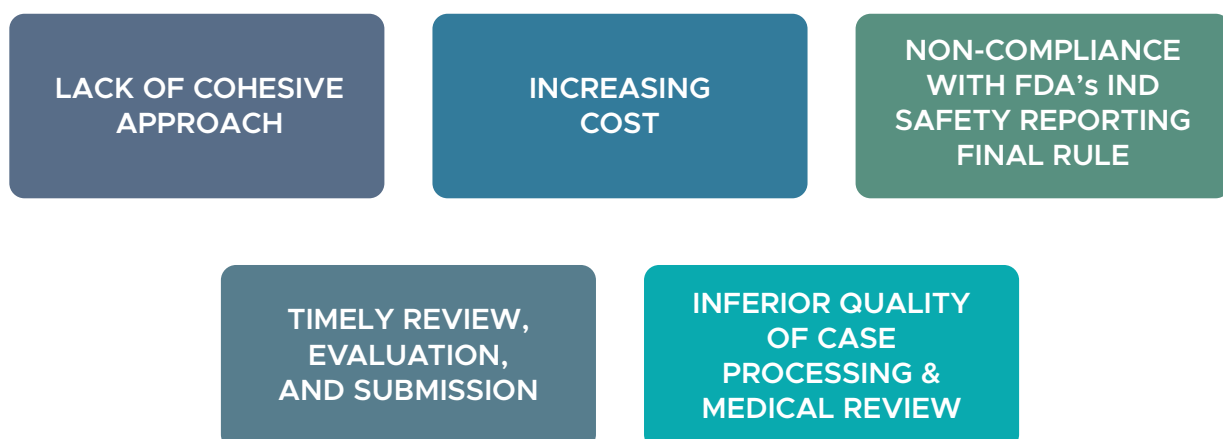 LACK OF COHESIVE
APPROACH
INCREASING
COST
NON-COMPLIANCE
WITH FDA's IND
SAFETY REPORTING
FINAL RULE
TIMELY REVIEW,
EVALUATION,
AND SUBMISSION
INFERIOR QUALITY
OF CASE
PROCESSING &
MEDICAL REVIEW